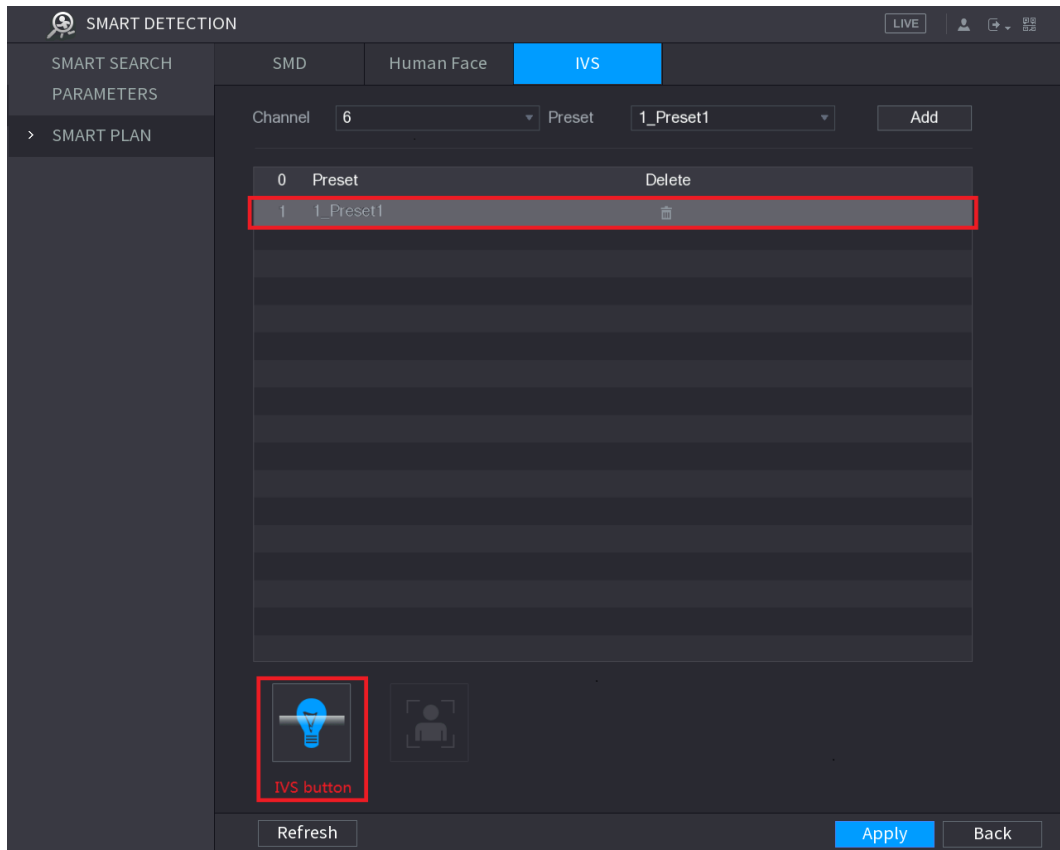 SMART DETECTION
LIVE
SMART SEARCH
PARAMETERS
> SMART PLAN
SMD Human Face IVS
Channel 6 Preset 1_Preset1 Add
0 Preset Delete
1 1_Preset1
IVS button
Refresh Apply Back